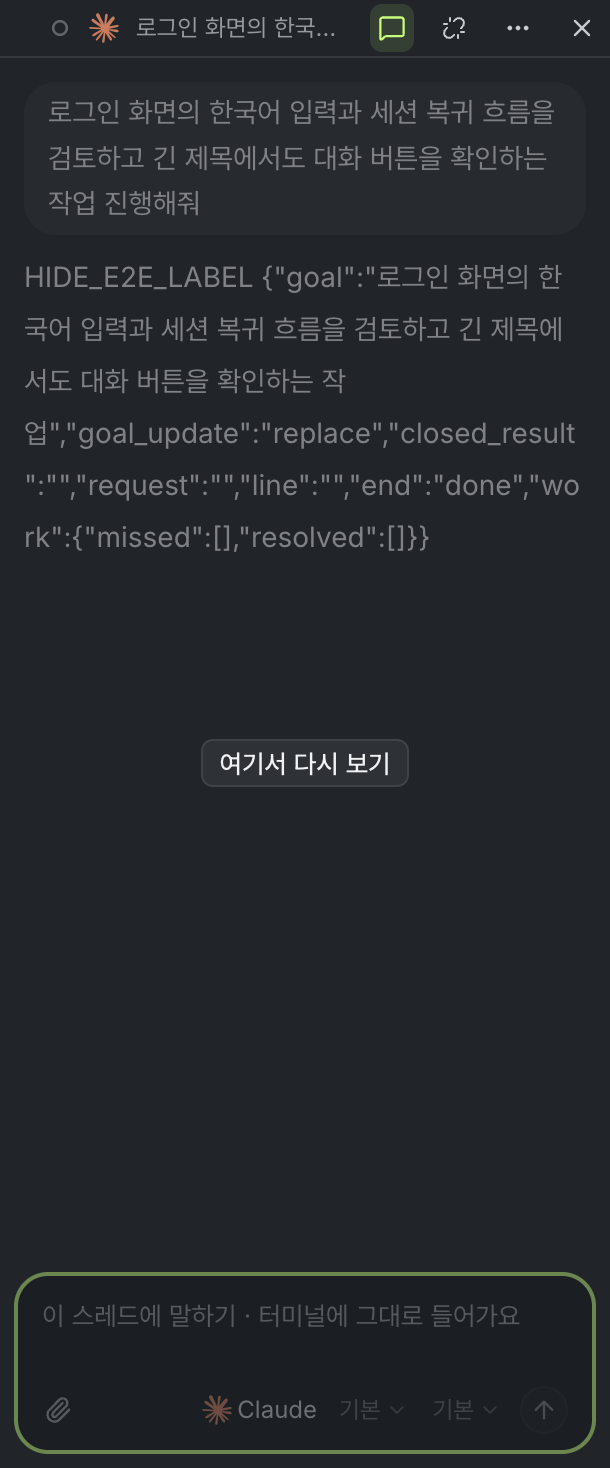 로그인 화면의 한국...
로그인 화면의 한국어 입력과 세션 복귀 흐름을
검토하고 긴 제목에서도 대화 버튼을 확인하는
작업 진행해줘
HIDE_E2E_LABEL {"goal":"로그인 화면의 한
국어 입력과 세션 복귀 흐름을 검토하고 긴 제목에
서도 대화 버튼을 확인하는 작
업","goal_update":"replace","closed_result
":"","request":"","line":"","end":"done","wo
rk":{"missed":[],"resolved":[]}}
여기서 다시 보기
이 스레드에 말하기 · 터미널에 그대로 들어가요
Claude 기본 기본